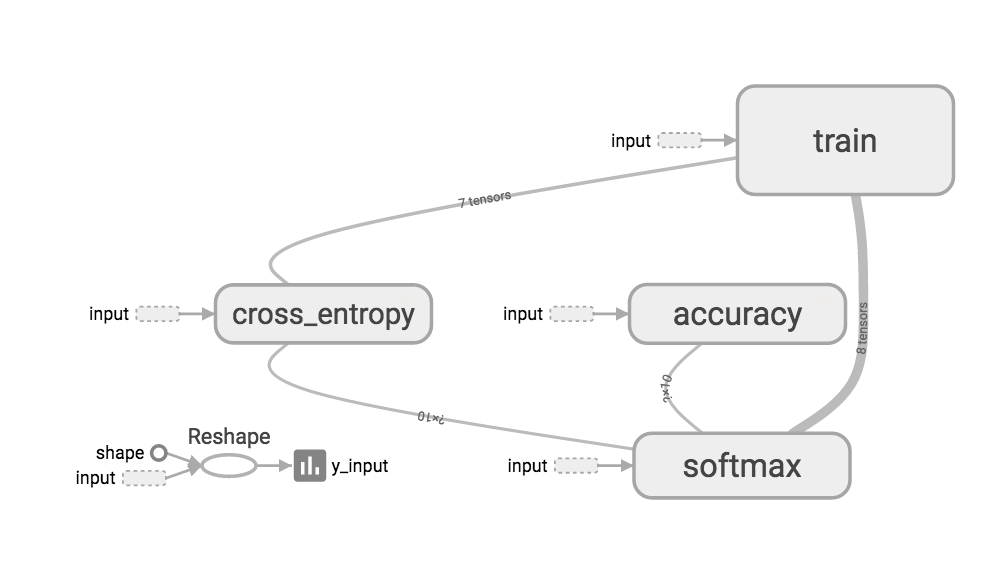 input
train
7 tensors
input
cross_entropy
input
accuracy
8 tensors
?×10
?×10
Reshape
shape
input
y_input
input
softmax